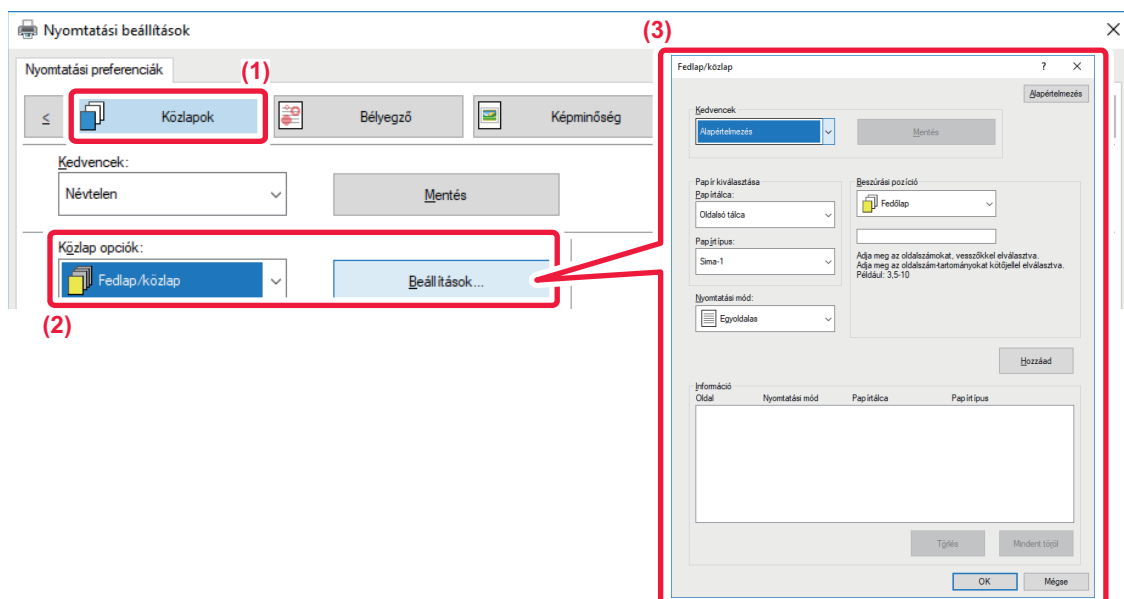 Nyomtatási beállítások
Nyomtatási preferenciák
(1)
<
Közlapok
Bélyegző
Képminőség
Kedvencek:
Névtelen
Mentés
Közlap opciók:
Fedlap/közlap
Beállítások...
(2)
(3)
Fedlap/közlap
?
Alapértelmezés
Kedvencek
Alapértelmezés
Mentés
Papír kiválasztása
Papírtálca:
Oldalsó tálca
Papírtípus:
Sima-1
Nyomtatási mód:
Egyoldalas
Beszúrási pozíció
Fedőlap
Adja meg az oldalszámokat, vesszőkkel elválasztva.
Adja meg az oldalszám-tartományokat kötőjellel elválasztva.
Például: 3,5-10
Hozzáad
Információ
Oldal Nyomtatási mód Papírtálca Papírtípus
Törlés
Mindent töröl
OK
Mégse